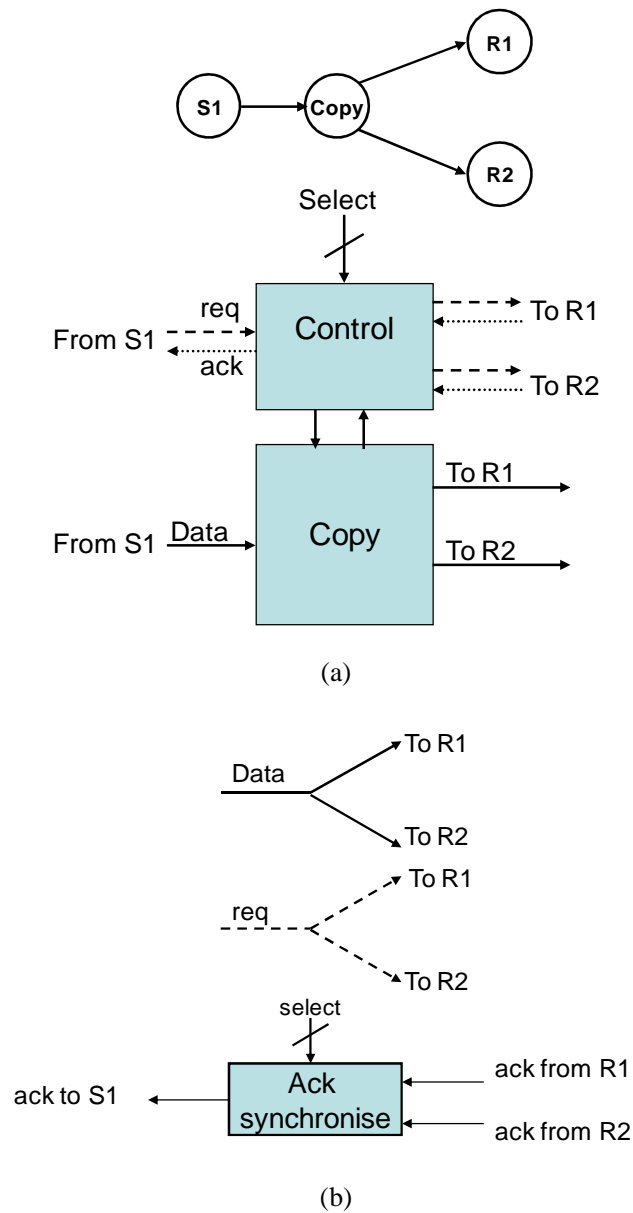 R1
S1
Copy
R2
Select
req
From S1
ack
Control
To R1
To R2
To R1
Data
From S1
Copy
To R2
(a)
To R1
Data
To R2
To R1
req
To R2
select
ack to S1
Ack
synchronise
ack from R1
ack from R2
(b)